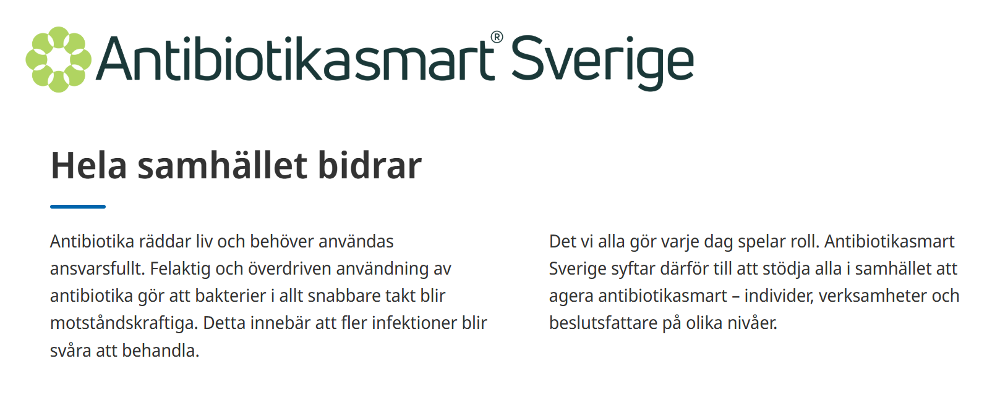 Antibiotikasmart® Sverige
Hela samhället bidrar
Antibiotika räddar liv och behöver användas
ansvarsfullt. Felaktig och överdriven användning av
antibiotika gör att bakterier i allt snabbare takt blir
motståndskraftiga. Detta innebär att fler infektioner blir
svåra att behandla.
Det vi alla gör varje dag spelar roll. Antibiotikasmart
Sverige syftar därför till att stödja alla i samhället att
agera antibiotikasmart – individer, verksamheter och
beslutsfattare på olika nivåer.